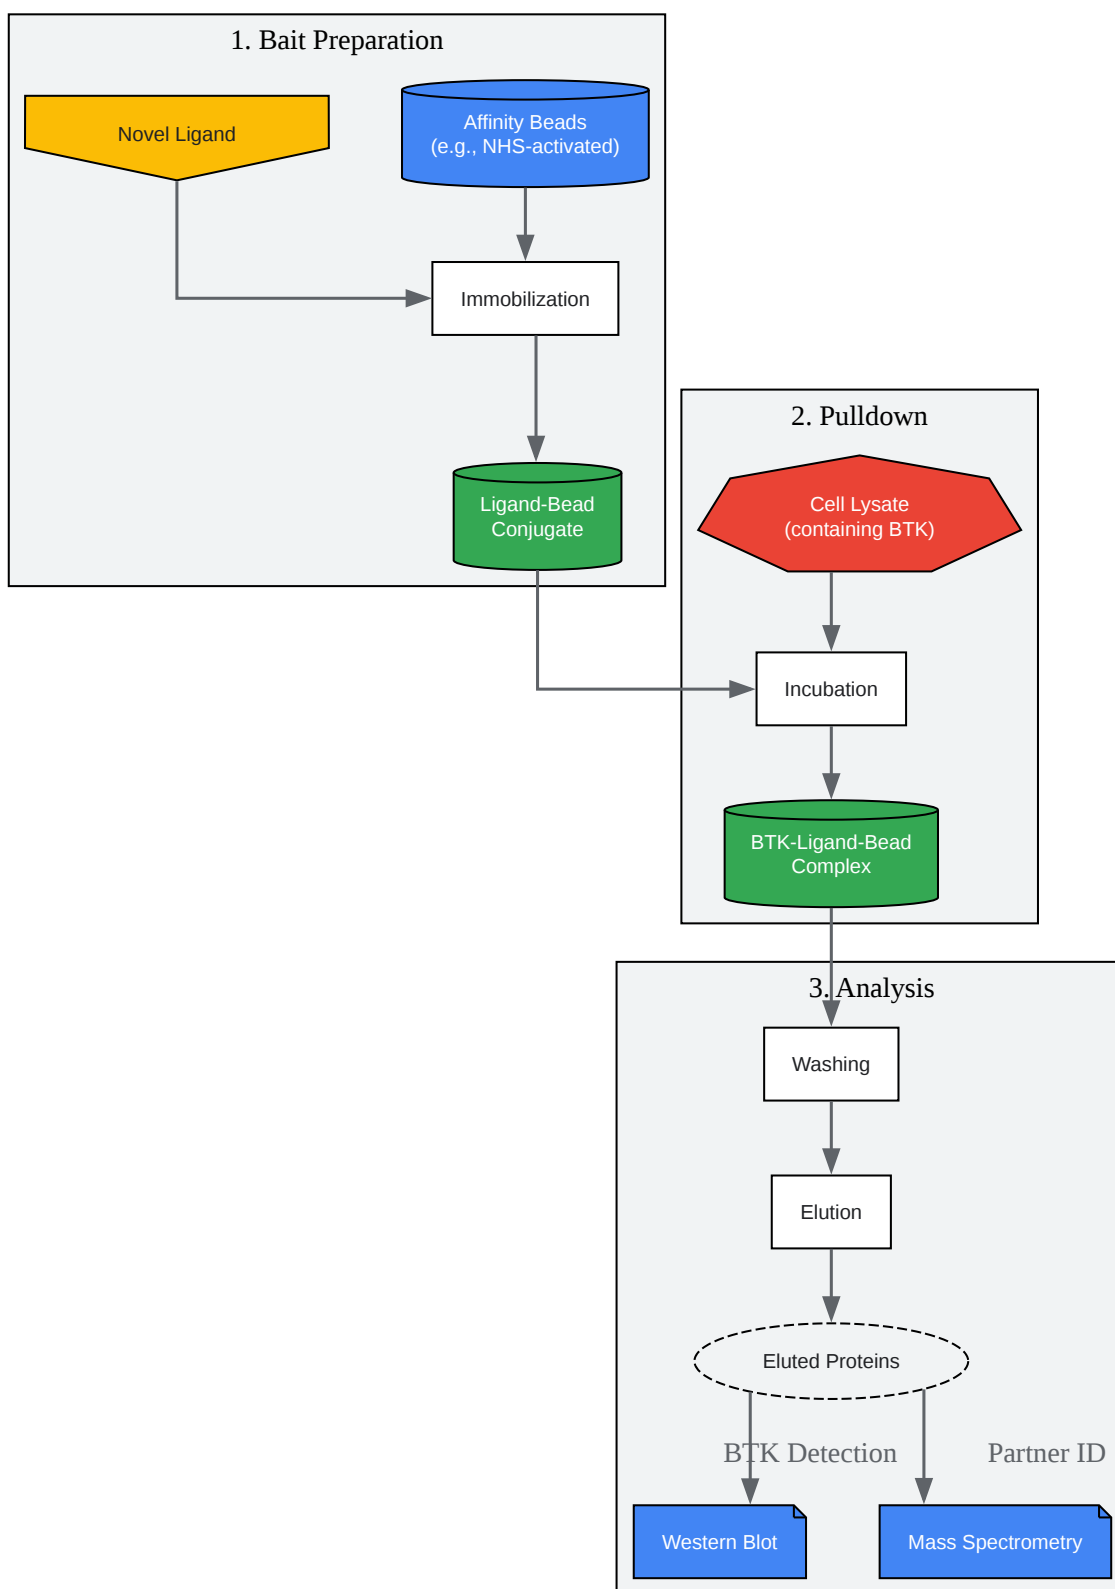 1. Bait Preparation
Novel Ligand
Affinity Beads
(e.g., NHS-activated)
Immobilization
Ligand-Bead
Conjugate
2. Pulldown
Cell Lysate
(containing BTK)
Incubation
BTK-Ligand-Bead
Complex
3. Analysis
Washing
Elution
Eluted Proteins
BTK Detection
Partner ID
Western Blot
Mass Spectrometry